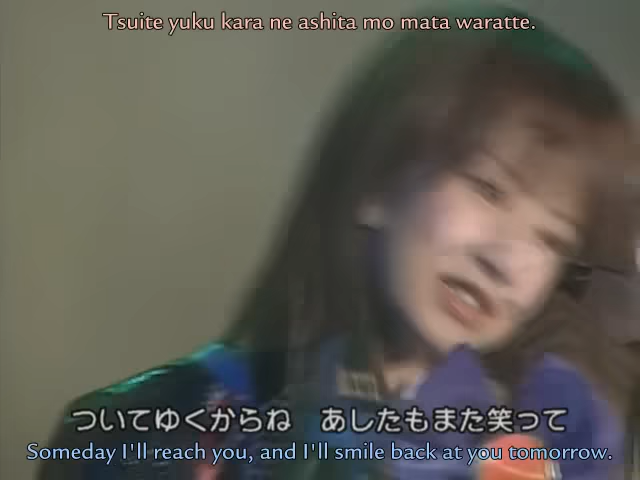 Tsuite yuku kara ne ashita mo mata waratte.
ついてゆくからね　あしたもまた笑って
Someday I'll reach you, and I'll smile back at you tomorrow.